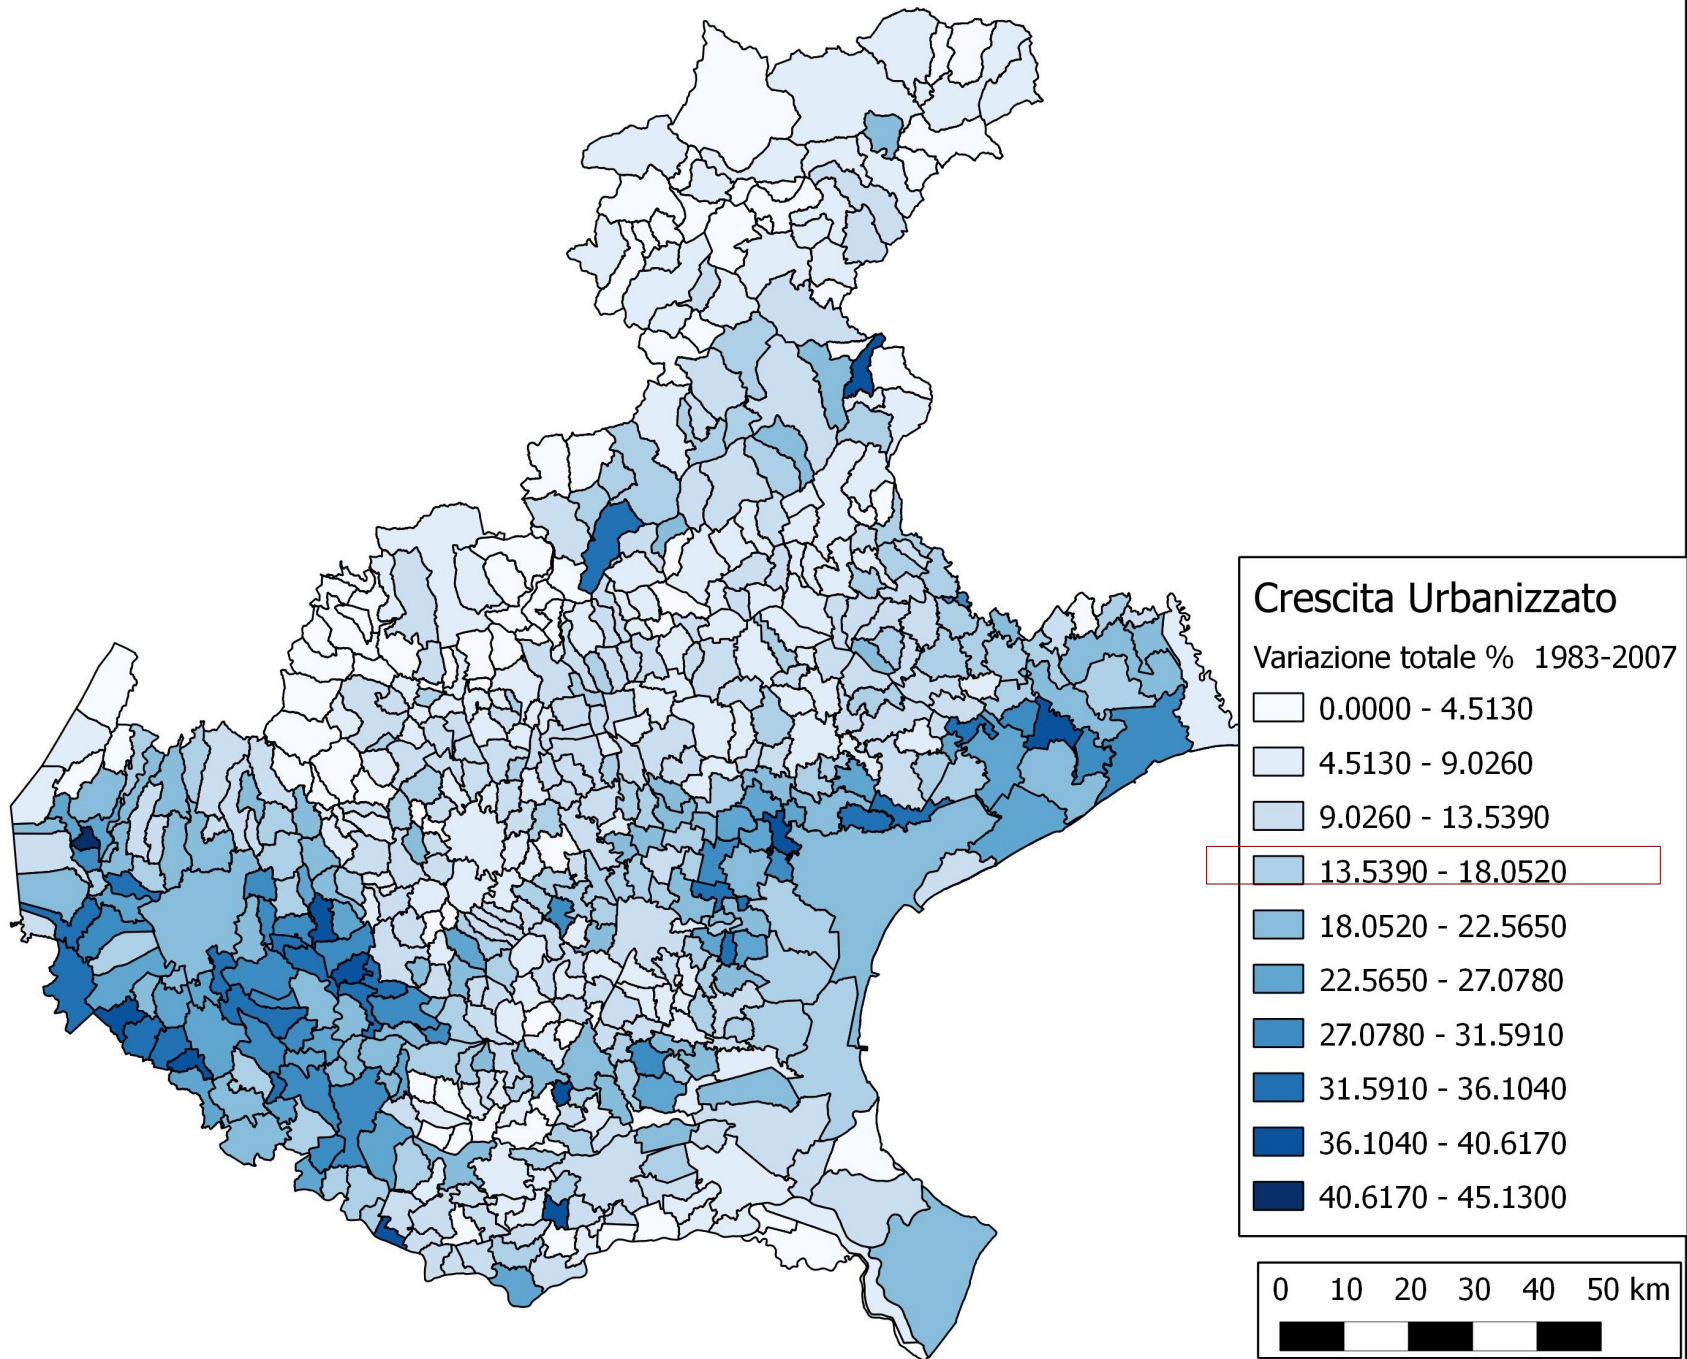 Crescita Urbanizzato
Variazione totale % 1983-2007
0.0000 - 4.5130
4.5130 - 9.0260
9.0260 - 13.5390
13.5390 - 18.0520
18.0520 - 22.5650
22.5650 - 27.0780
27.0780 - 31.5910
31.5910 - 36.1040
36.1040 - 40.6170
40.6170 - 45.1300
0 10 20 30 40 50 km